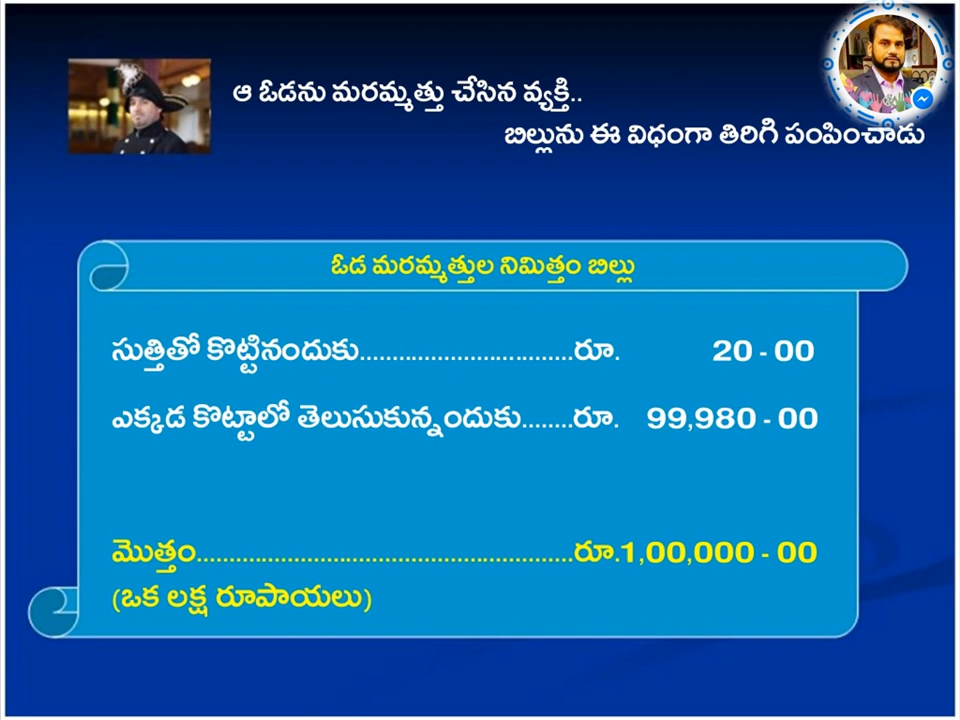 ఆ ఓడను మరమ్మత్తు చేసిన వ్యక్తి..
బిల్లును ఈ విధంగా తిరిగి పంపించాడు
ఓడ మరమ్మత్తుల నిమిత్తం బిల్లు
సుత్తితో కొట్టినందుకు.................................రూ. 20 - 00
ఎక్కడ కొట్టాలో తెలుసుకున్నందుకు........రూ. 99,980 - 00
మొత్తం..........................................................రూ.1,00,000 - 00
(ఒక లక్ష రూపాయలు)